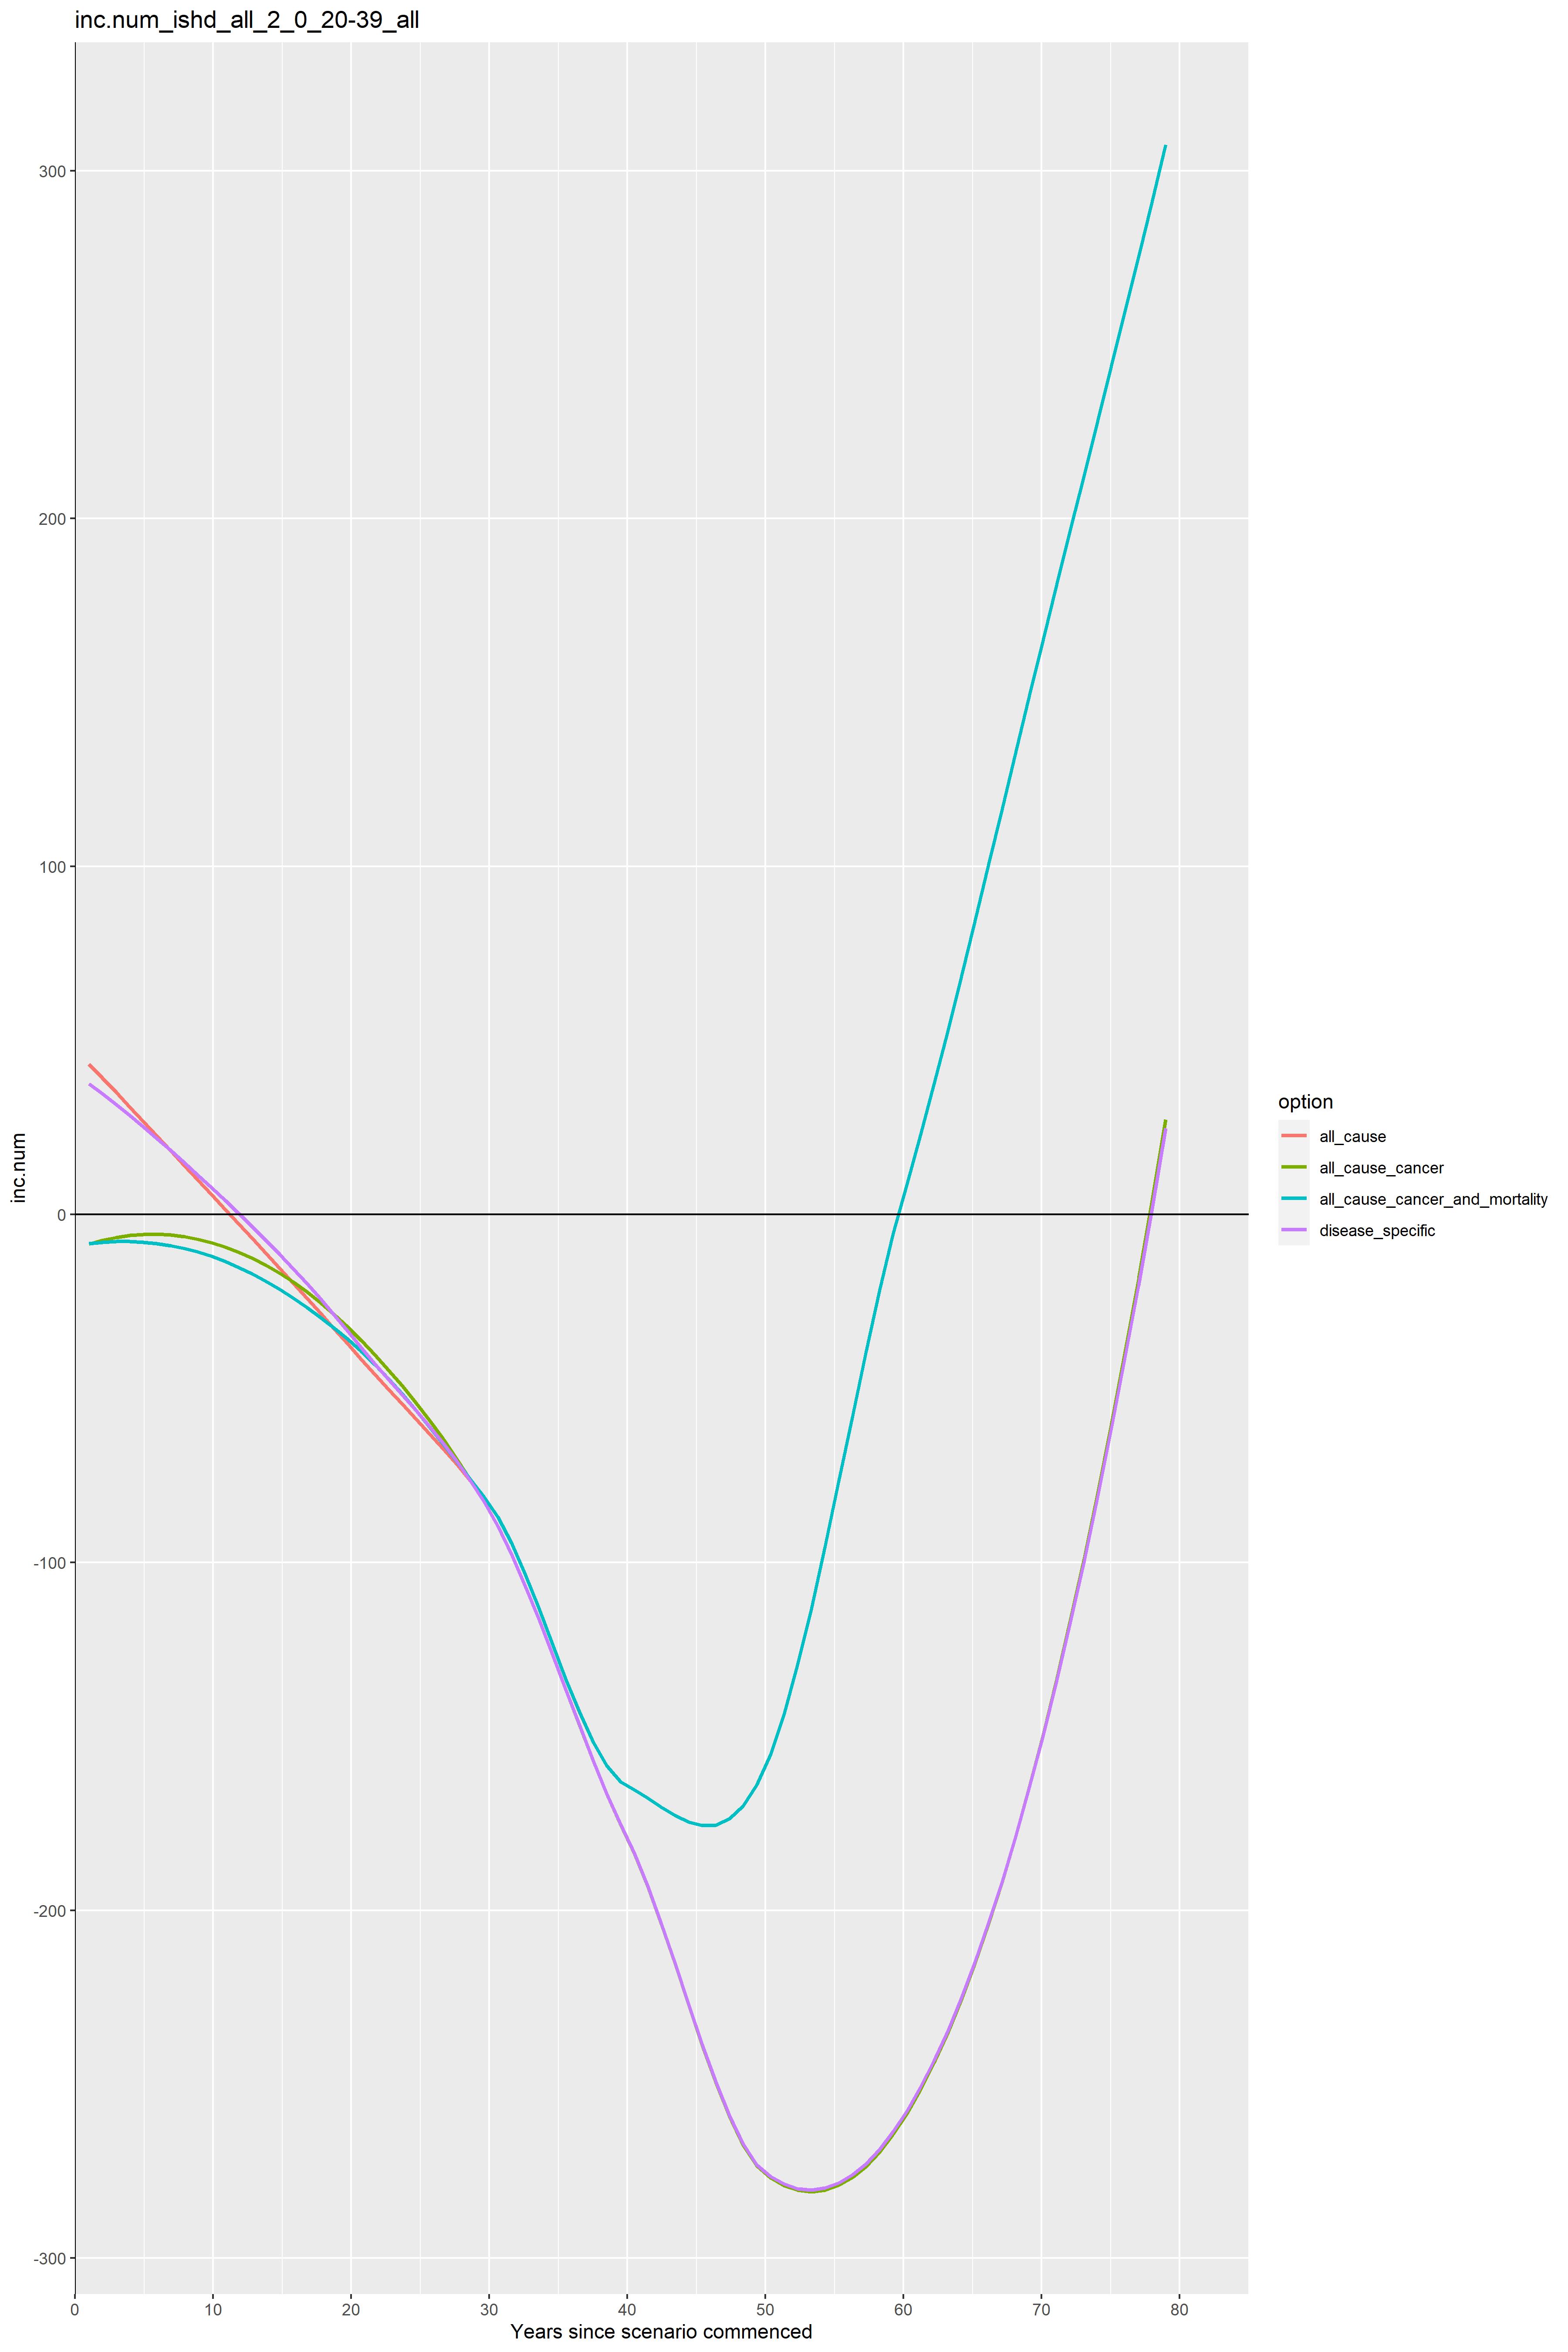 inc.num_ishd_all_2_0_20-39_all
300
200
100
0
-100
-200
-300
inc.num
0 10 20 30 40 50 60 70 80
Years since scenario commenced
option
all_cause
all_cause_cancer
all_cause_cancer_and_mortality
disease_specific